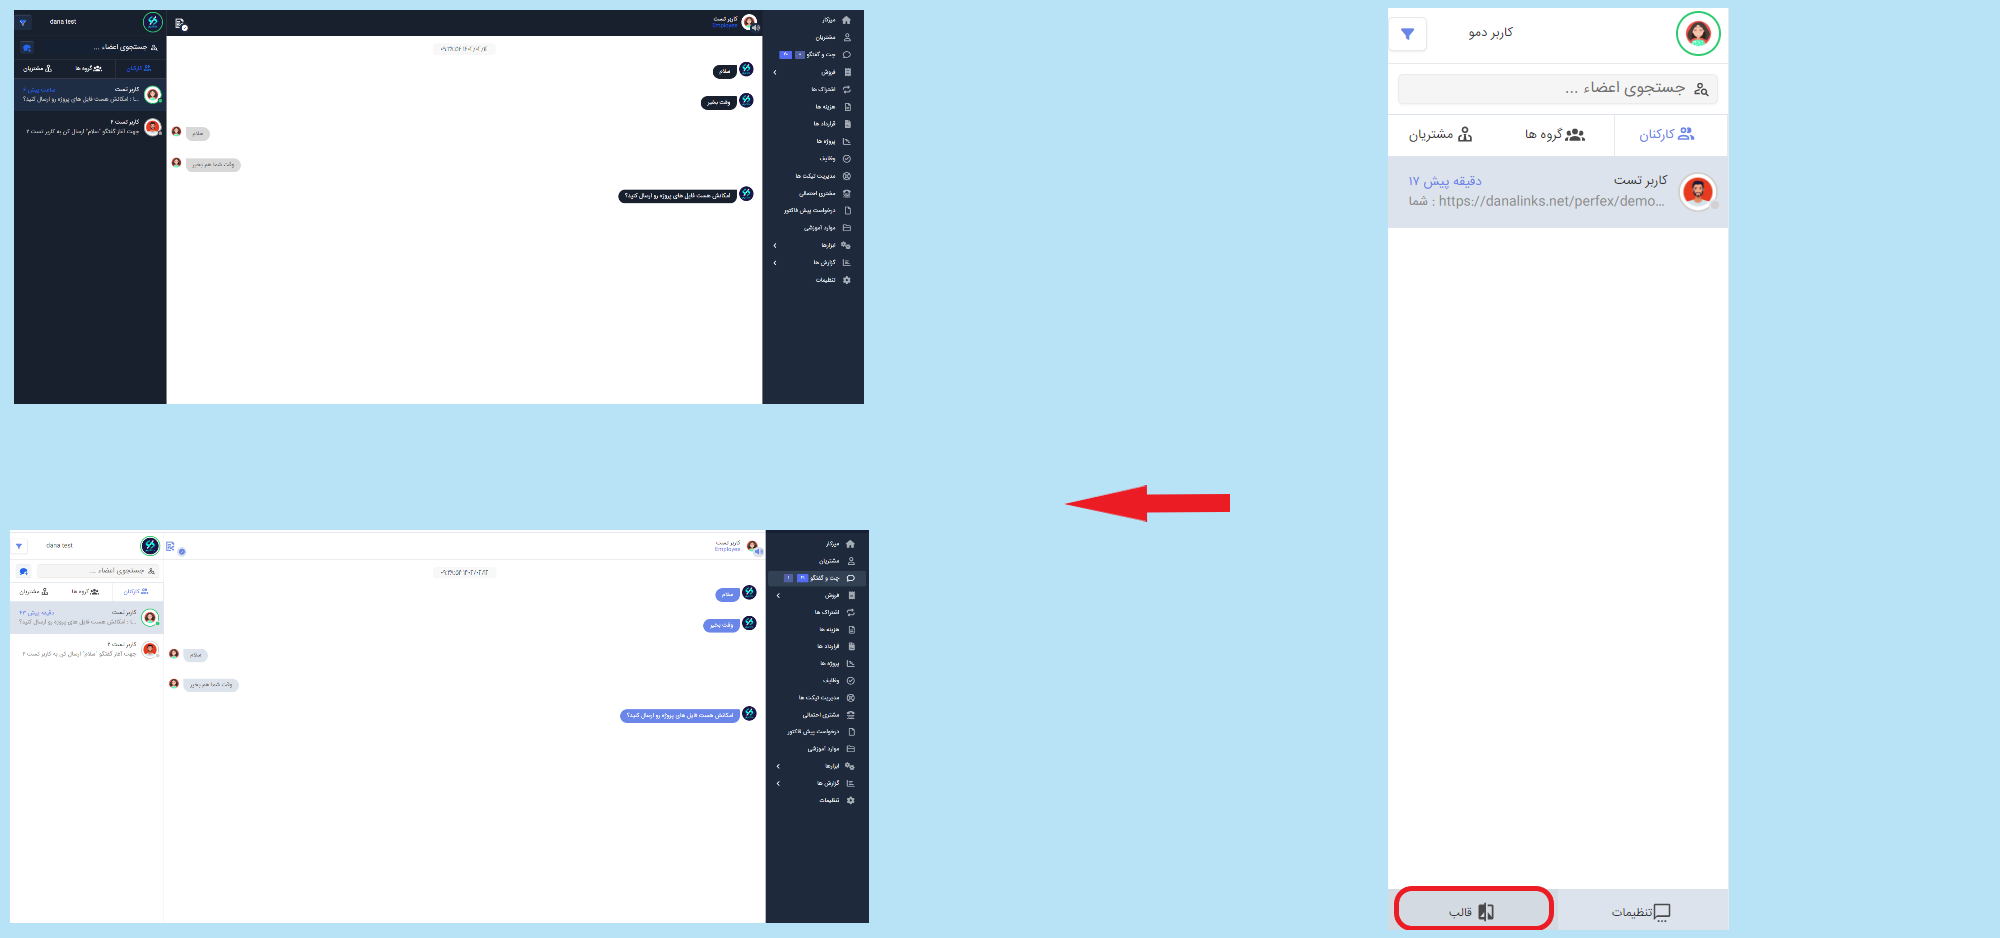 dana test
جستجوی اعضاء ...
کارکنان
گروه ها
مشتریان
کاربر تست
ساعت پیش ۶
...ـا : امکانش هست فایل های پروژه رو ارسال کنید؟
کاربر تست ۲
جهت آغاز گفتگو 'سلام' ارسال کن به کاربر تست ۲
کاربر تست
Employee
سلام
وقت بخیر
سلام
وقت شما هم بخیر
امکانش هست فایل های پروژه رو ارسال کنید؟
میزکار
مشتریان
چت و گفتگو
فروش
اشتراک ها
هزینه ها
قرارداد ها
پروژه ها
وظایف
مدیریت تیکت ها
مشتری احتمالی
درخواست پیش فاکتور
موارد آموزشی
ابزارها
گزارش ها
تنظیمات
dana test
جستجوی اعضاء ...
کارکنان
گروه ها
مشتریان
کاربر تست
دقیقه پیش ۴۳
...ـا : امکانش هست فایل های پروژه رو ارسال کنید؟
کاربر تست ۲
جهت آغاز گفتگو 'سلام' ارسال کن به کاربر تست ۲
کاربر تست
Employee
سلام
وقت بخیر
سلام
وقت شما هم بخیر
امکانش هست فایل های پروژه رو ارسال کنید؟
میزکار
مشتریان
چت و گفتگو
فروش
اشتراک ها
هزینه ها
قرارداد ها
پروژه ها
وظایف
مدیریت تیکت ها
مشتری احتمالی
درخواست پیش فاکتور
موارد آموزشی
ابزارها
گزارش ها
تنظیمات
کاربر دمو
جستجوی اعضاء ...
کارکنان
گروه ها
مشتریان
کاربر تست
دقیقه پیش ۱۷
شما : https://danalinks.net/perfex/demo...
تنظیمات
قالب